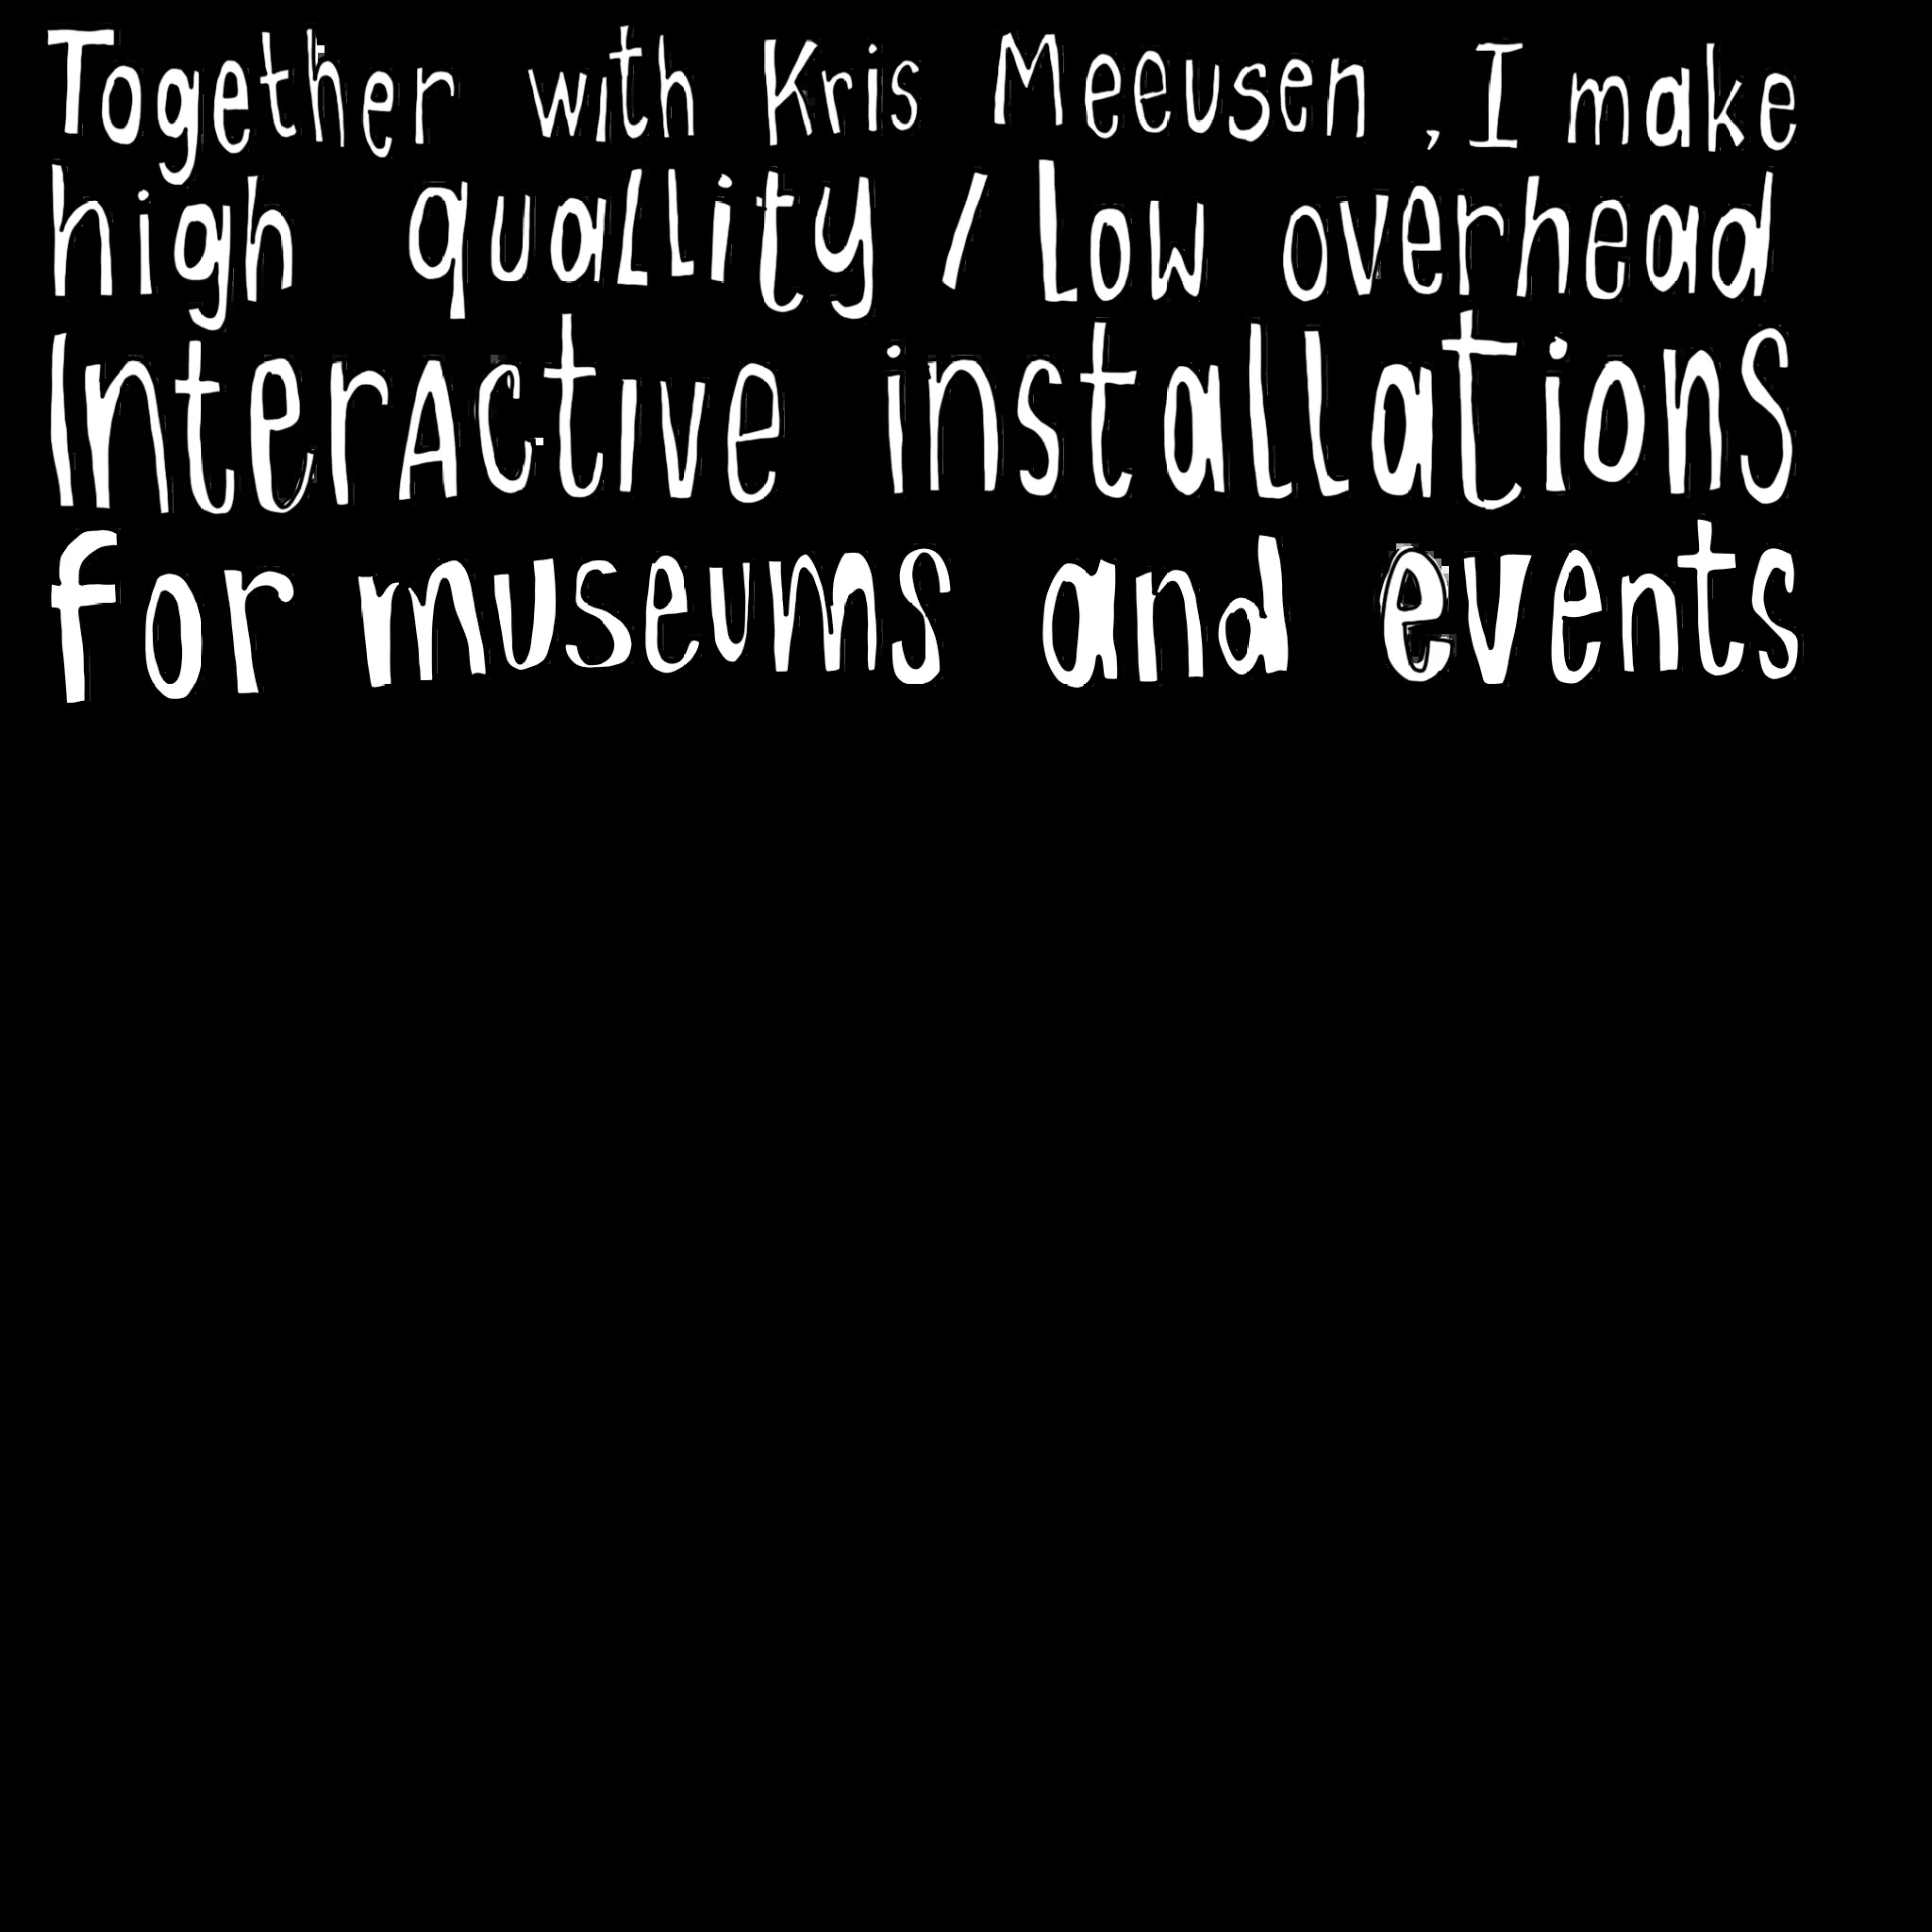 Together with Kris Meeusen, I make
high quallity / Low overhead
InterActive installations
for museums and events